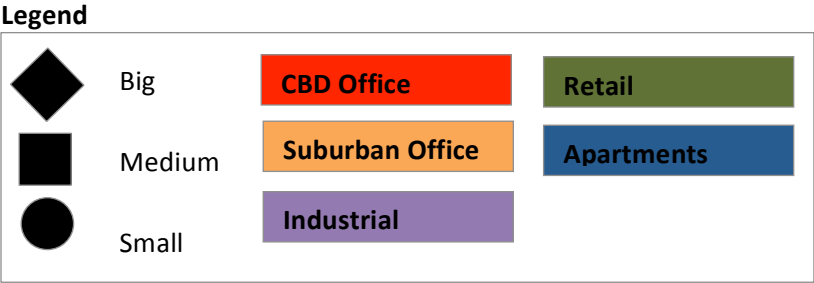 Legend
Big
CBD Office
Retail
Medium
Suburban Office
Apartments
Small
Industrial